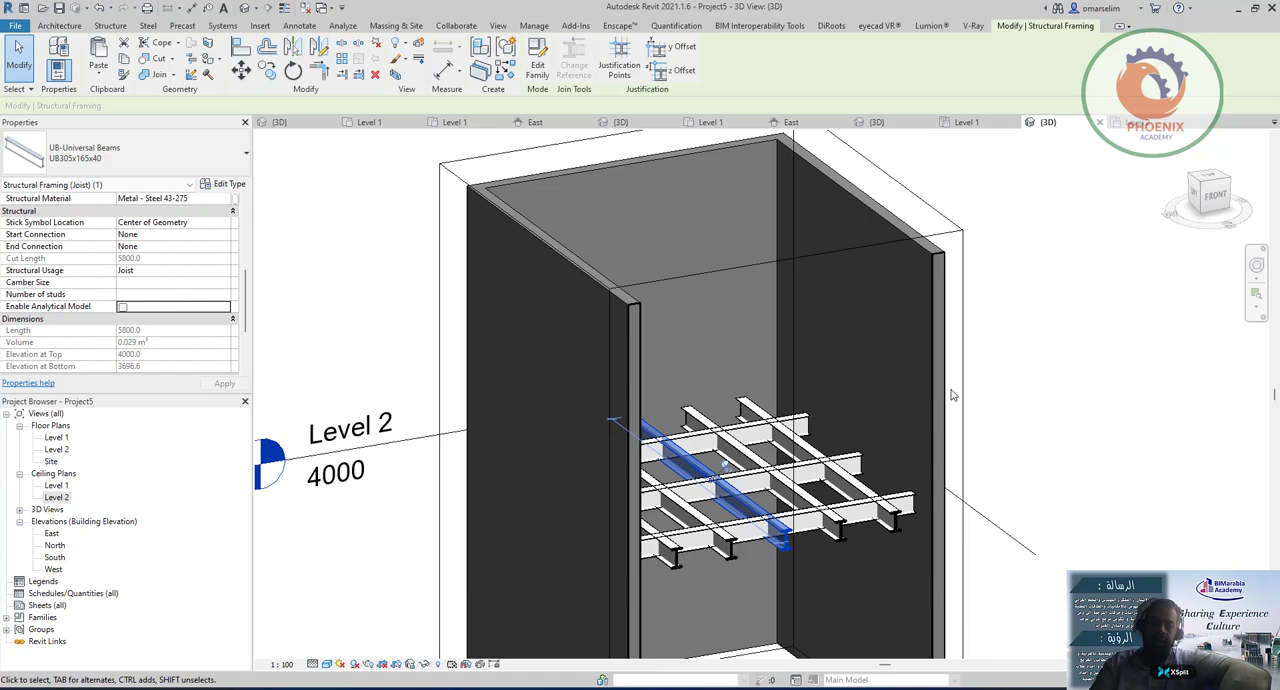 Autodesk Revit 2021.1.6 - Project5 - 3D View: {3D}
omarselim
File Architecture Structure Steel Precast Systems Insert Annotate Analyze Massing & Site Collaborate View Manage Add-Ins Enscape™ Quantification BIM Interoperability Tools DiRoots eyecad VR® Lumion® V-Ray Modify | Structural Framing
Cope
Cut
Join
X Offset
Z Offset
Modify
Paste
Edit Family
Change Reference
Justification Points
Select Properties Clipboard Geometry Modify View Measure Create Mode Join Tools Justification
Modify | Structural Framing
PHOENIX
ACADEMY
Properties
{3D} Level 1 East {3D} Level 1 East {3D} Level 1 {3D}
UB-Universal Beams
UB305x165x40
Structural Framing (Joist) (1) Edit Type
Structural Material Metal - Steel 43-275
Structural
Stick Symbol Location Center of Geometry
Start Connection None
End Connection None
Cut Length 5800.0
Structural Usage Joist
Camber Size
Number of studs
Enable Analytical Model
Dimensions
Length 5800.0
Volume 0.029 m³
Elevation at Top 4000.0
Elevation at Bottom 3696.6
Properties help Apply
Project Browser - Project5
Views (all)
Floor Plans
Level 1
Level 2
Site
Ceiling Plans
Level 1
Level 2
3D Views
Elevations (Building Elevation)
East
North
South
West
Legends
Schedules/Quantities (all)
Sheets (all)
Families
Groups
Revit Links
TOP
FRONT
Level 2
4000
1 : 100
Click to select, TAB for alternates, CTRL adds, SHIFT unselects.
:0
Main Model
الرسالة :
الرؤية :
BIMarabia
Academy
Sharing Experience
Culture
XSplit